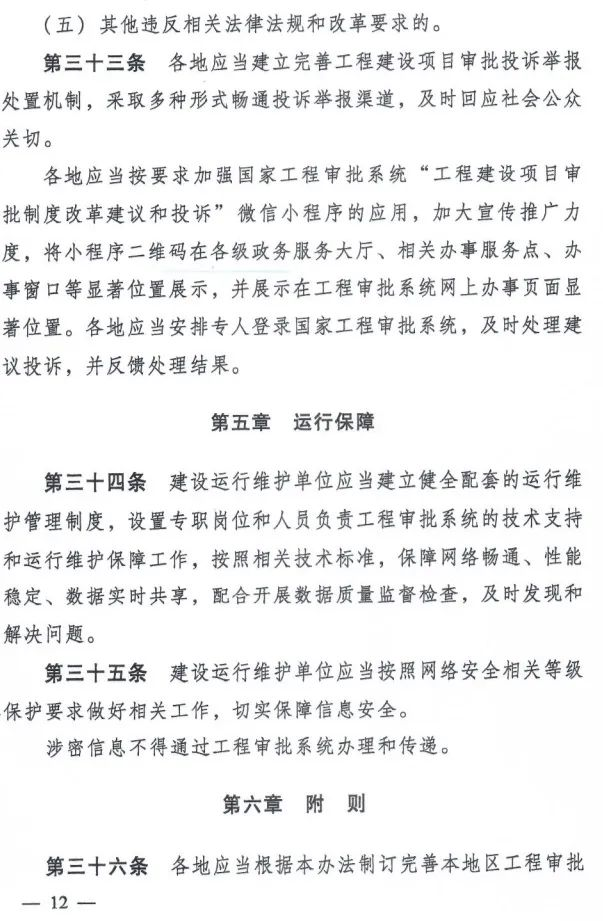 （五）其他违反相关法律法规和改革要求的。
第三十三条　各地应当建立完善工程建设项目审批投诉举报
处置机制，采取多种形式畅通投诉举报渠道，及时回应社会公众
关切。
各地应当按要求加强国家工程审批系统“工程建设项目审
批制度改革建议和投诉”微信小程序的应用，加大宣传推广力
度，将小程序二维码在各级政务服务大厅、相关办事服务点、办
事窗口等显著位置展示，并展示在工程审批系统网上办事页面显
著位置。各地应当安排专人登录国家工程审批系统，及时处理建
议投诉，并反馈处理结果。
第五章　运行保障
第三十四条　建设运行维护单位应当建立健全配套的运行维
护管理制度，设置专职岗位和人员负责工程审批系统的技术支持
和运行维护保障工作，按照相关技术标准，保障网络畅通、性能
稳定、数据实时共享，配合开展数据质量监督检查，及时发现和
解决问题。
第三十五条　建设运行维护单位应当按照网络安全相关等级
保护要求做好相关工作，切实保障信息安全。
涉密信息不得通过工程审批系统办理和传递。
第六章　附　则
第三十六条　各地应当根据本办法制订完善本地区工程审批
— 12 —